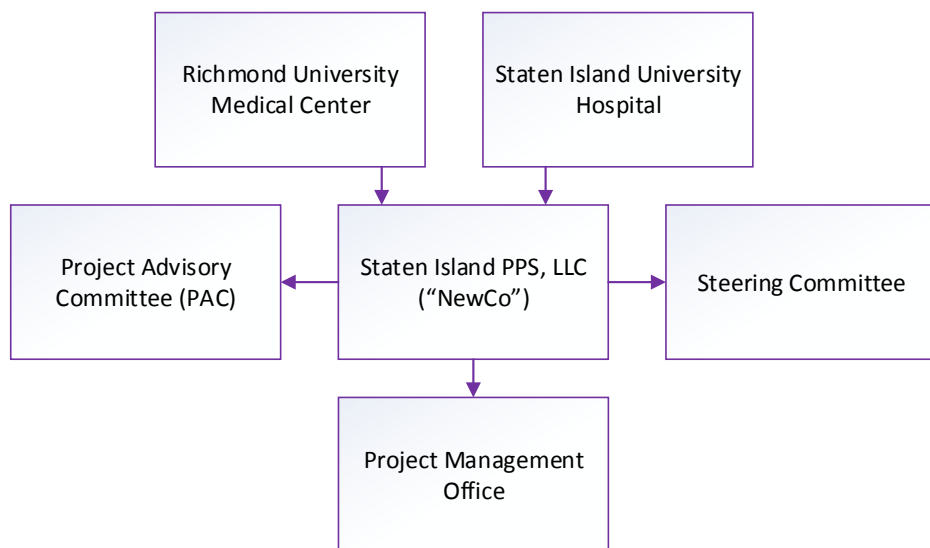 Richmond University
Medical Center
Staten Island University
Hospital
Project Advisory
Committee (PAC)
Staten Island PPS, LLC
(“NewCo”)
Steering Committee
Project Management
Office